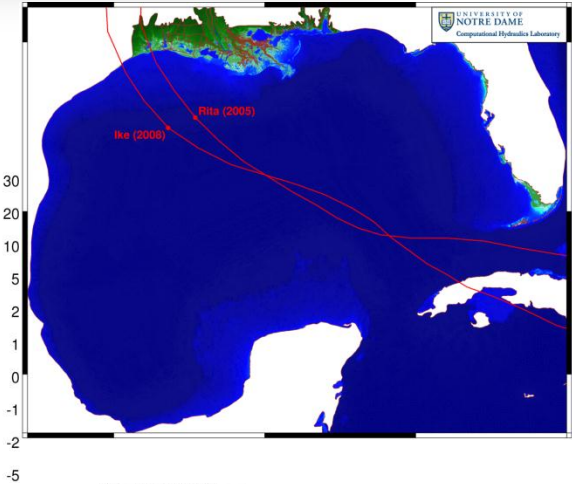 UNIVERSITY OF
NOTRE DAME
Computational Hydraulics Laboratory
Rita (2005)
Ike (2008)
30
20
10
5
2
1
0
-1
-2
-5